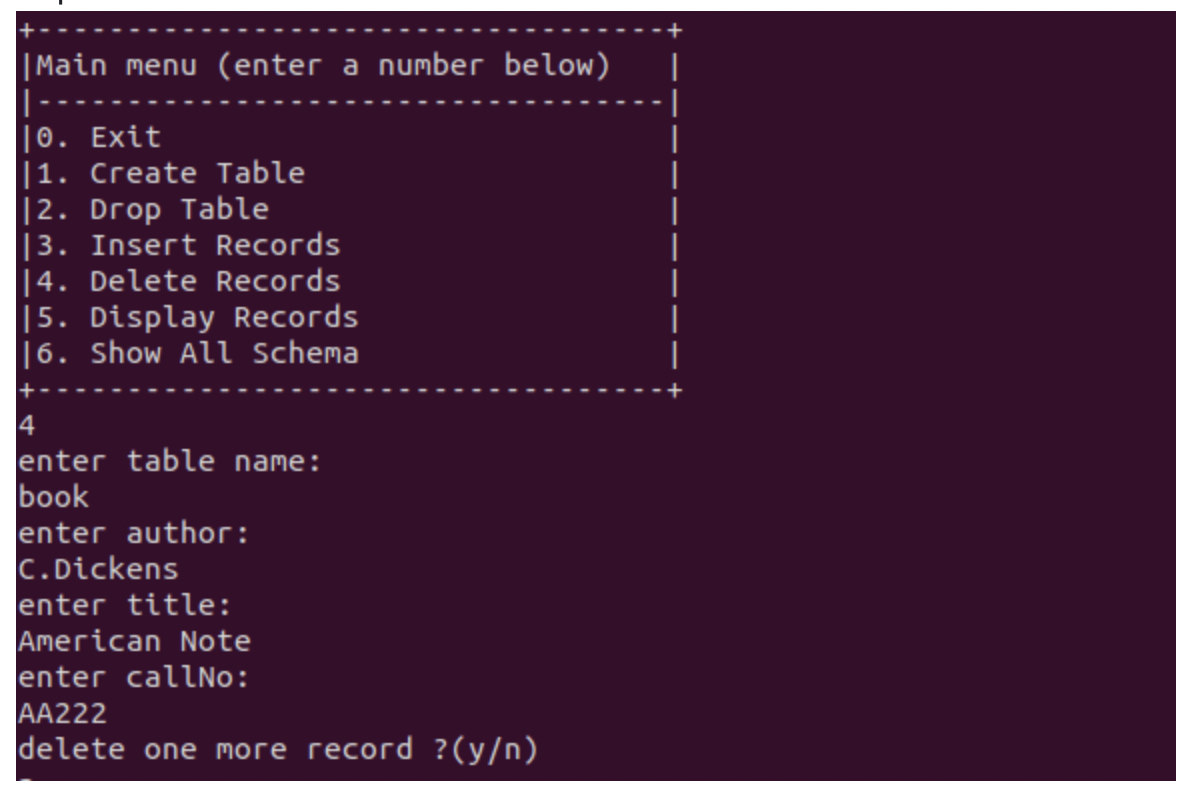 +-----------------------------------+
|Main menu (enter a number below)   |
|-----------------------------------|
|0. Exit                            |
|1. Create Table                    |
|2. Drop Table                      |
|3. Insert Records                  |
|4. Delete Records                  |
|5. Display Records                 |
|6. Show All Schema                 |
+-----------------------------------+
4
enter table name:
book
enter author:
C.Dickens
enter title:
American Note
enter callNo:
AA222
delete one more record ?(y/n)